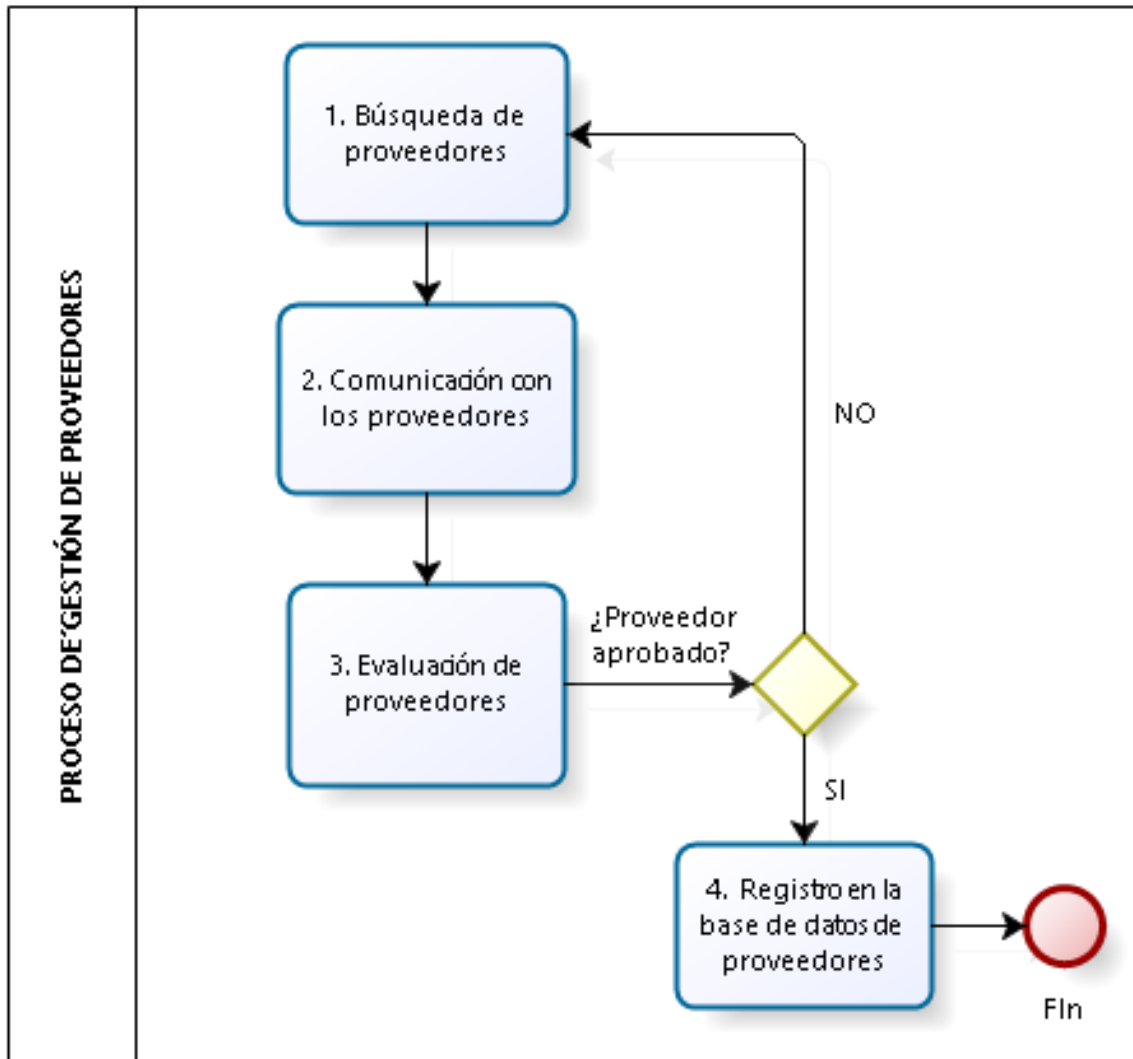 PROCESO DE GESTIÓN DE PROVEEDORES
1. Búsqueda de
proveedores
2. Comunicación con
los proveedores
3. Evaluación de
proveedores
¿Proveedor
aprobado?
NO
SI
4. Registro en la
base de datos de
proveedores
FIn